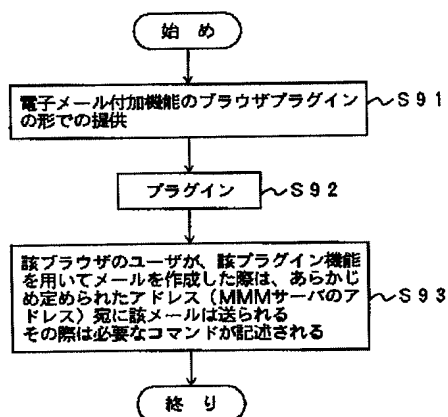 始 め
電子メール付加機能のブラウザプラグイン
の形での提供
S91
プラグイン
S92
該ブラウザのユーザが、該プラグイン機能
を用いてメールを作成した際は、あらかじ
め定められたアドレス（MMMサーバのア
ドレス）宛に該メールは送られる
その際は必要なコマンドが記述される
S93
終 り